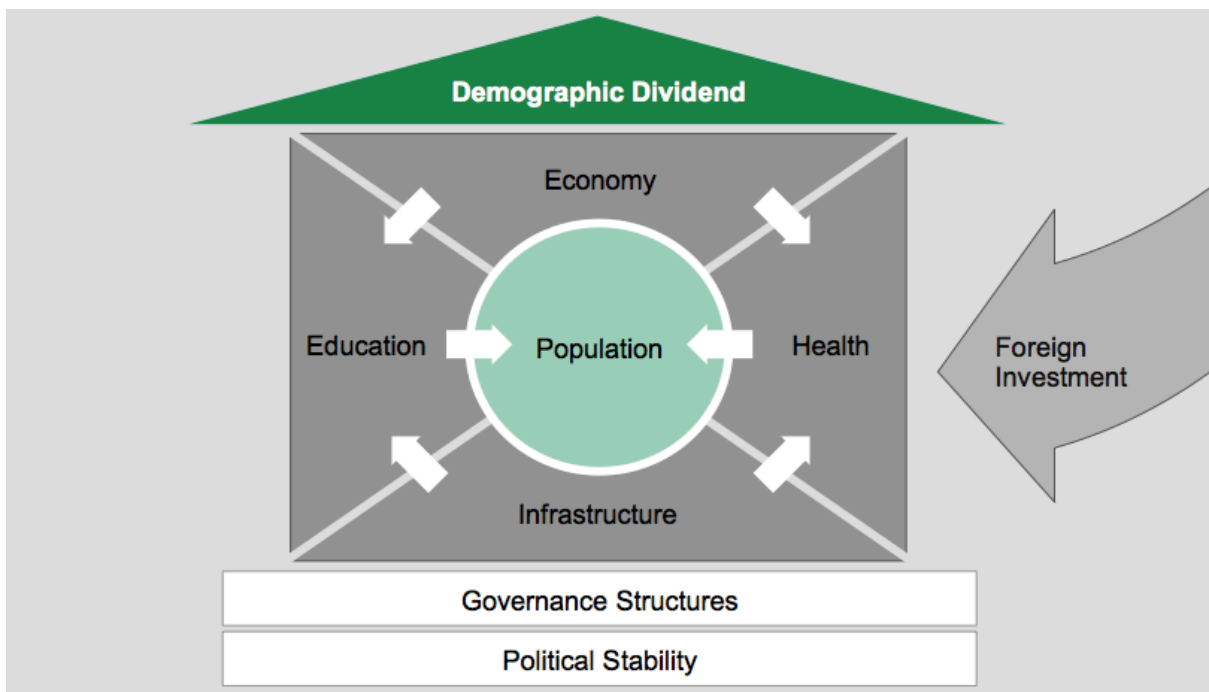 Demographic Dividend
Economy
Education
Population
Health
Foreign
Investment
Infrastructure
Governance Structures
Political Stability